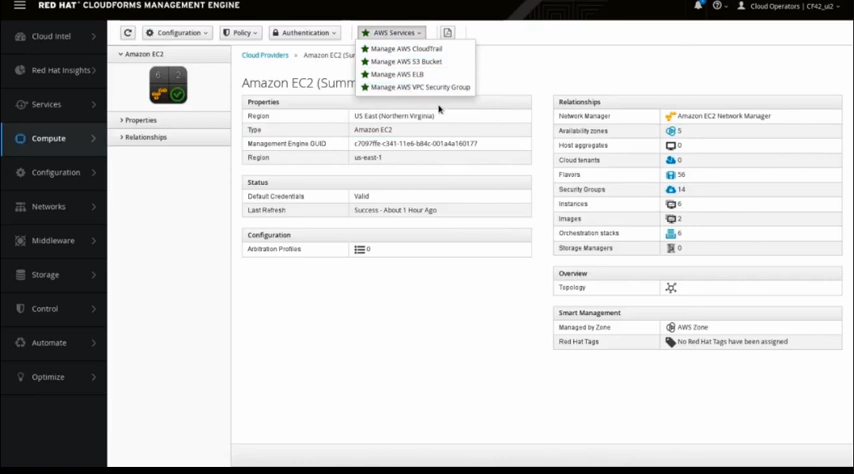 RED HAT® CLOUDFORMS MANAGEMENT ENGINE
Cloud Operators | CF42_ui2
Cloud Intel
Red Hat Insights
Services
Compute
Configuration
Networks
Middleware
Storage
Control
Automate
Optimize
Configuration
Policy
Authentication
AWS Services
Manage AWS CloudTrail
Manage AWS S3 Bucket
Manage AWS ELB
Manage AWS VPC Security Group
Amazon EC2
6 2
Properties
Relationships
Cloud Providers » Amazon EC2
Amazon EC2
Properties
Region US East (Northern Virginia)
Type Amazon EC2
Management Engine GUID c7097ffe-c341-11e6-b84c-001a4a160177
Region us-east-1
Status
Default Credentials Valid
Last Refresh Success - About 1 Hour Ago
Configuration
Arbitration Profiles 0
Relationships
Network Manager Amazon EC2 Network Manager
Availability zones 5
Host aggregates 0
Cloud tenants 0
Flavors 56
Security Groups 14
Instances 6
Images 2
Orchestration stacks 6
Storage Managers 0
Overview
Topology
Smart Management
Managed by Zone AWS Zone
Red Hat Tags No Red Hat Tags have been assigned